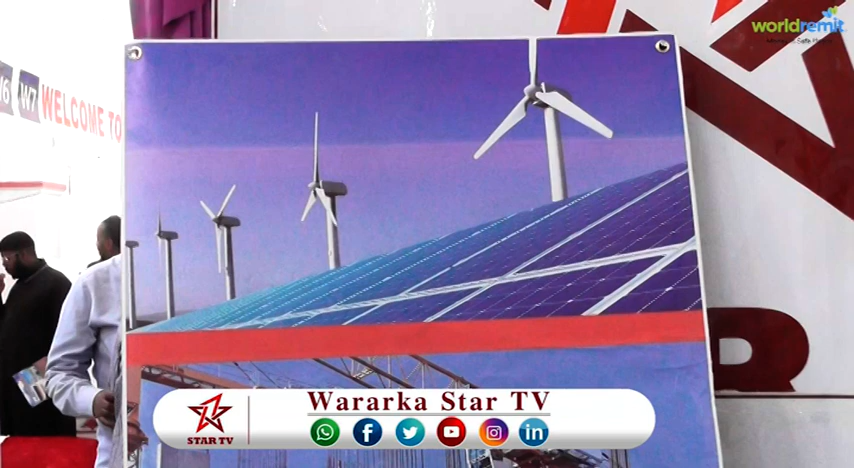 worldremit
W6
W7
WELCOME TO
R
Wararka Star TV
STAR TV